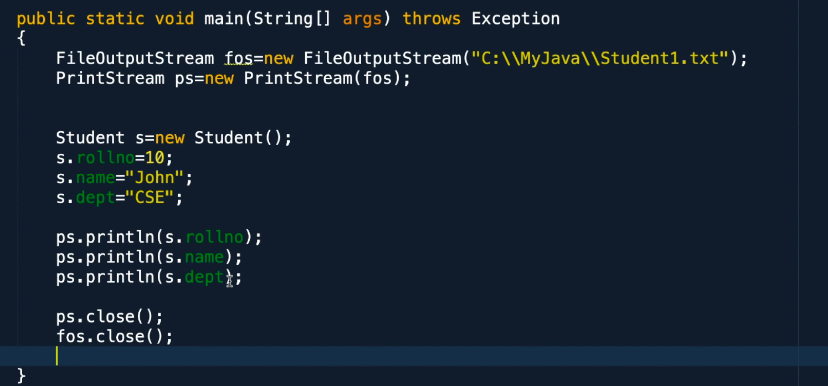 public static void main(String[] args) throws Exception
{
FileOutputStream fos=new FileOutputStream("C:\\MyJava\\Student1.txt");
PrintStream ps=new PrintStream(fos);
Student s=new Student();
s.rollno=10;
s.name="John";
s.dept="CSE";
ps.println(s.rollno);
ps.println(s.name);
ps.println(s.dept);
ps.close();
fos.close();
}